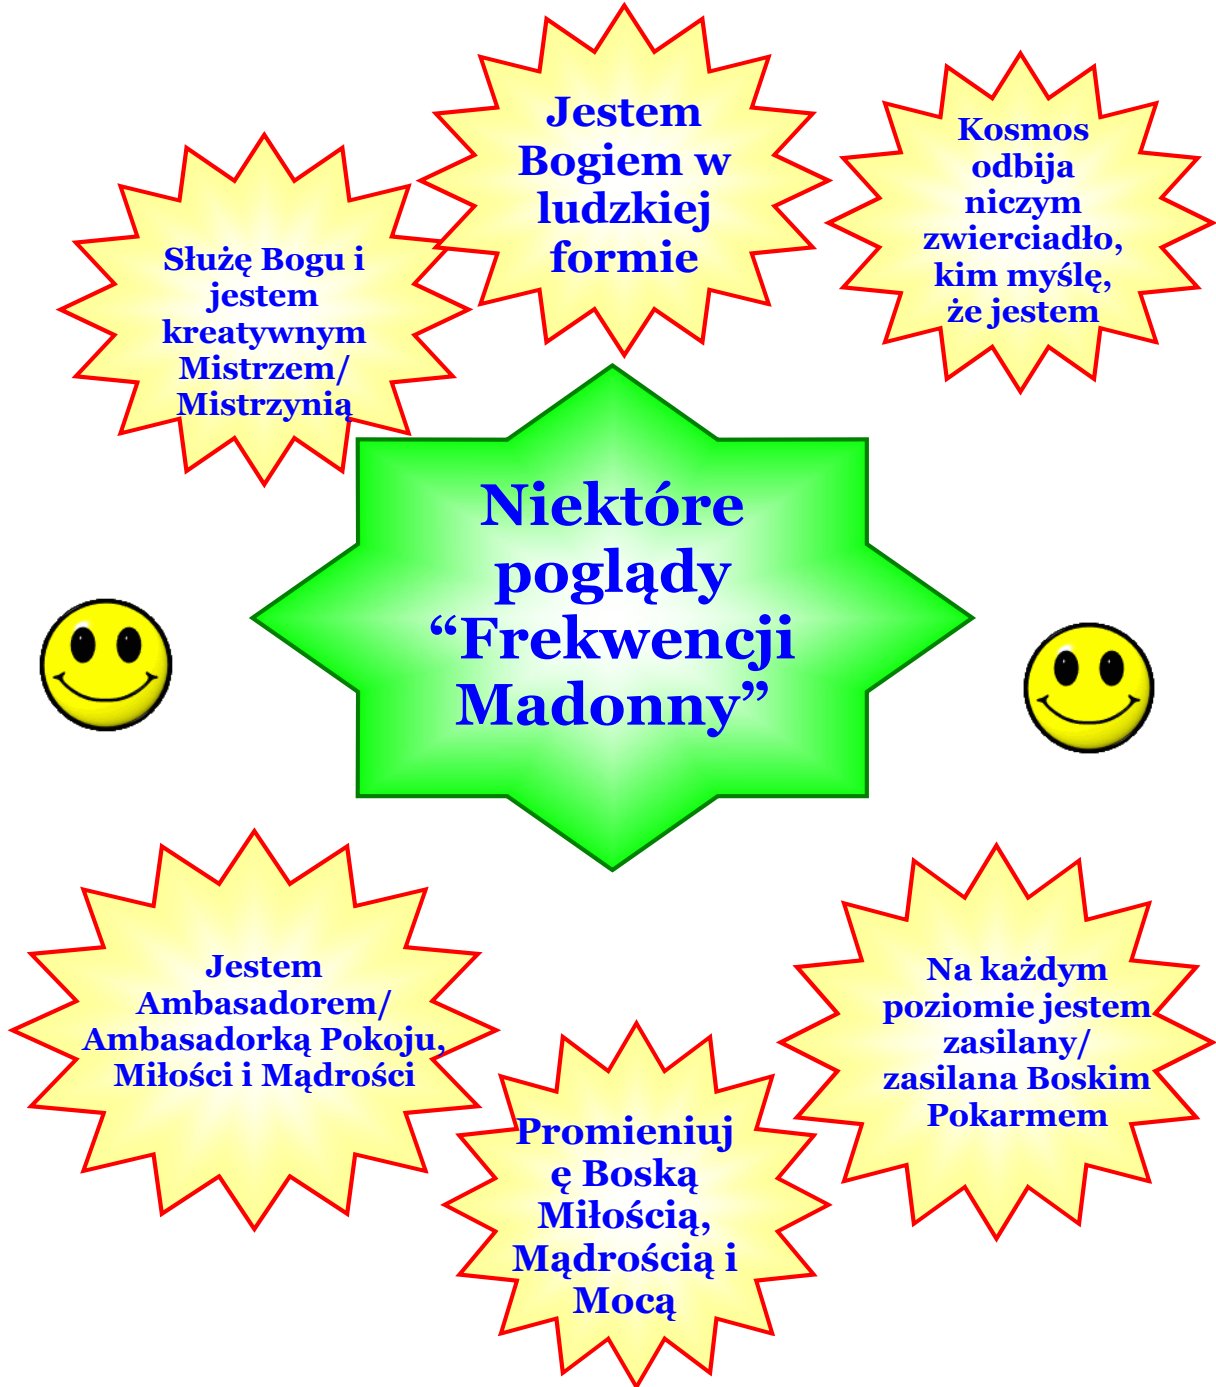 Jestem
Bogiem w
ludzkiej
formie
Kosmos
odbija
niczym
zwierciadło,
kim myślę,
że jestem
Służę Bogu i
jestem
kreatywnym
Mistrzem/
Mistrzynią
Niektóre
poglądy
“Frekwencji
Madonny”
Jestem
Ambasadorem/
Ambasadorką Pokoju,
Miłości i Mądrości
Na każdym
poziomie jestem
zasilany/
zasilana Boskim
Pokarmem
Promieniuj
ę Boską
Miłością,
Mądrością i
Mocą